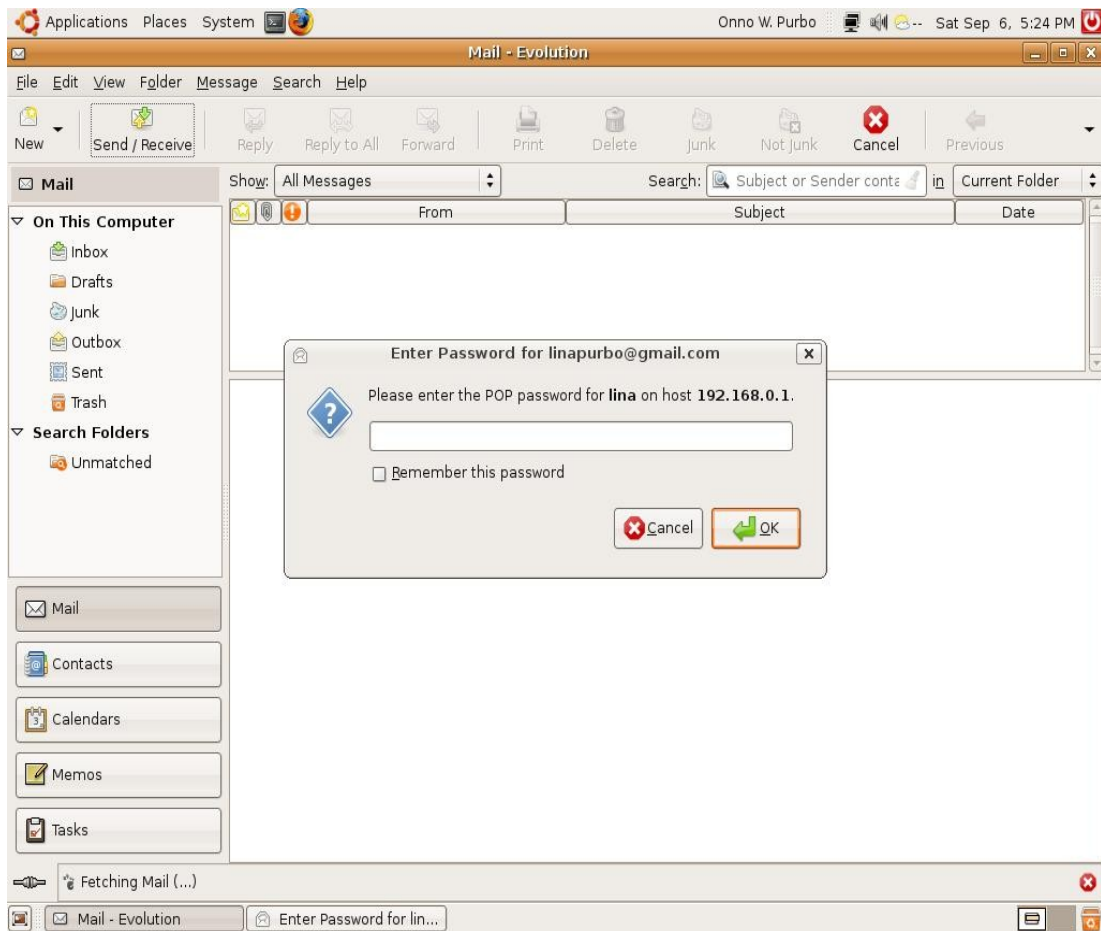 Applications Places System Onno W. Purbo Sat Sep 6, 5:24 PM
Mail - Evolution
File Edit View Folder Message Search Help
New Send / Receive Reply Reply to All Forward Print Delete Junk Not Junk Cancel Previous
Mail Show: All Messages Search: Subject or Sender conta in Current Folder
From Subject Date
On This Computer
Inbox
Drafts
Junk
Outbox
Sent
Trash
Search Folders
Unmatched
Enter Password for linapurbo@gmail.com
Please enter the POP password for lina on host 192.168.0.1.
Remember this password
Cancel OK
Mail
Contacts
Calendars
Memos
Tasks
Fetching Mail (...)
Mail - Evolution Enter Password for lin...